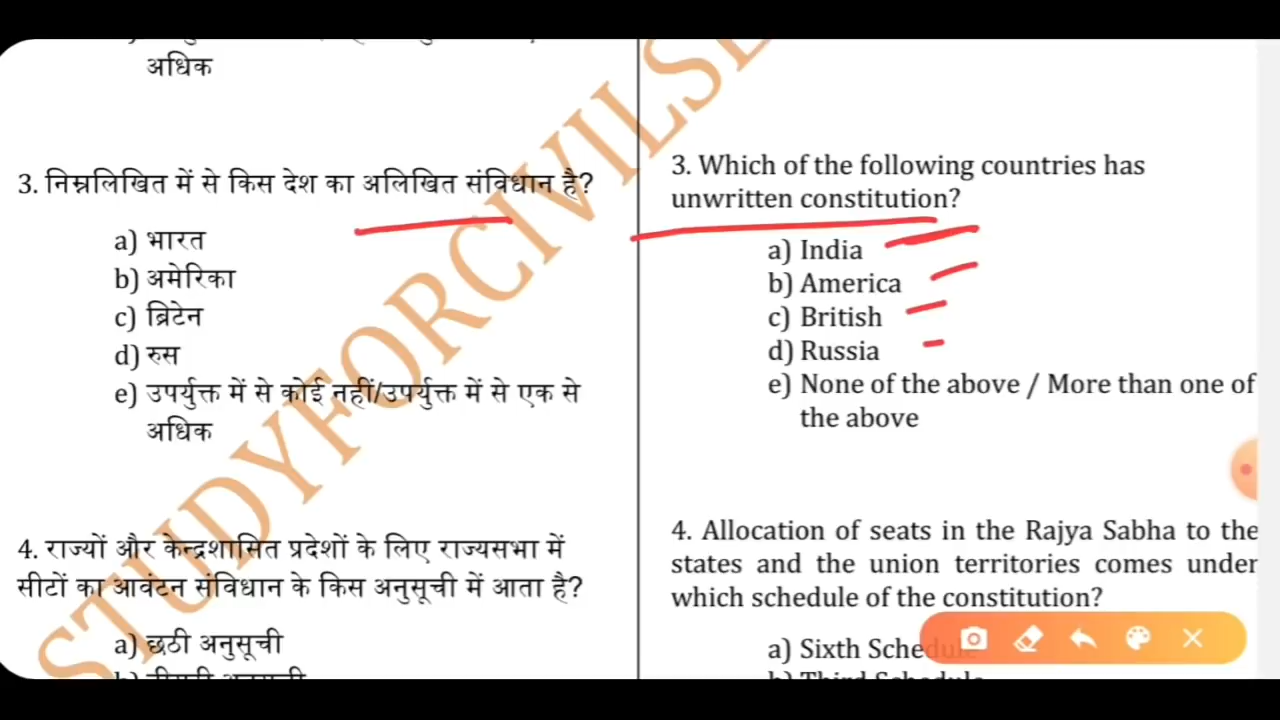 अधिक
3. निम्नलिखित में से किस देश का अलिखित संविधान है?
a) भारत
b) अमेरिका
c) ब्रिटेन
d) रुस
e) उपर्युक्त में से कोई नहीं/उपर्युक्त में से एक से
अधिक
4. राज्यों और केन्द्रशासित प्रदेशों के लिए राज्यसभा में
सीटों का आवंटन संविधान के किस अनुसूची में आता है?
a) छठी अनुसूची
3. Which of the following countries has
unwritten constitution?
a) India
b) America
c) British
d) Russia
e) None of the above / More than one of
the above
4. Allocation of seats in the Rajya Sabha to the
states and the union territories comes under
which schedule of the constitution?
a) Sixth Schedule
b) Third Schedule
STUDYFORCIVILSE